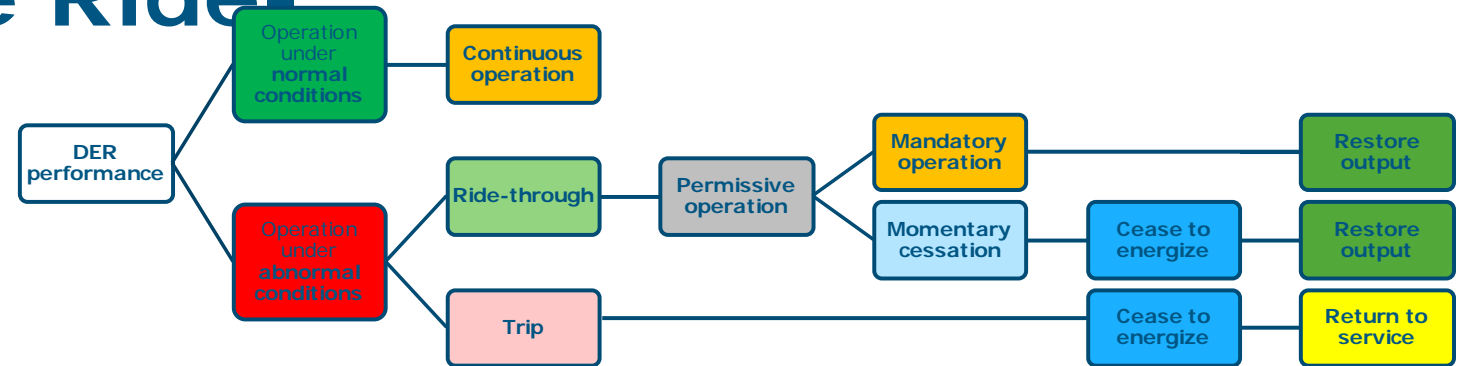 e Rider
Operation
under
normal
conditions
Continuous
operation
DER
performance
Mandatory
operation
Restore
output
Ride-through
Permissive
operation
Operation
under
abnormal
conditions
Momentary
cessation
Cease to
energize
Restore
output
Trip
Cease to
energize
Return to
service